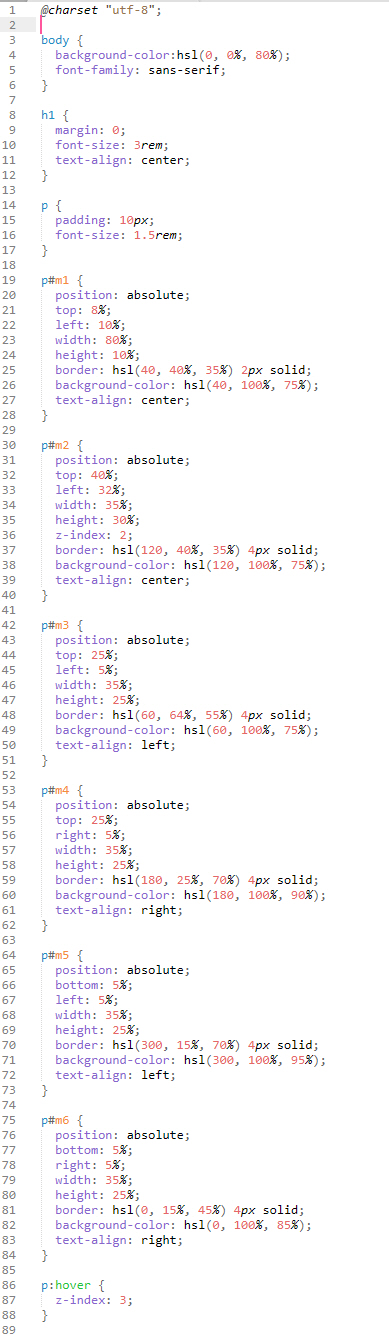 1 @charset "utf-8";
2
3 body {
4 background-color:hsl(0, 0%, 80%);
5 font-family: sans-serif;
6 }
7
8 h1 {
9 margin: 0;
10 font-size: 3rem;
11 text-align: center;
12 }
13
14 p {
15 padding: 10px;
16 font-size: 1.5rem;
17 }
18
19 p#m1 {
20 position: absolute;
21 top: 8%;
22 left: 10%;
23 width: 80%;
24 height: 10%;
25 border: hsl(40, 40%, 35%) 2px solid;
26 background-color: hsl(40, 100%, 75%);
27 text-align: center;
28 }
29
30 p#m2 {
31 position: absolute;
32 top: 40%;
33 left: 32%;
34 width: 35%;
35 height: 30%;
36 z-index: 2;
37 border: hsl(120, 40%, 35%) 4px solid;
38 background-color: hsl(120, 100%, 75%);
39 text-align: center;
40 }
41
42 p#m3 {
43 position: absolute;
44 top: 25%;
45 left: 5%;
46 width: 35%;
47 height: 25%;
48 border: hsl(60, 64%, 55%) 4px solid;
49 background-color: hsl(60, 100%, 75%);
50 text-align: left;
51 }
52
53 p#m4 {
54 position: absolute;
55 top: 25%;
56 right: 5%;
57 width: 35%;
58 height: 25%;
59 border: hsl(180, 25%, 70%) 4px solid;
60 background-color: hsl(180, 100%, 90%);
61 text-align: right;
62 }
63
64 p#m5 {
65 position: absolute;
66 bottom: 5%;
67 left: 5%;
68 width: 35%;
69 height: 25%;
70 border: hsl(300, 15%, 70%) 4px solid;
71 background-color: hsl(300, 100%, 95%);
72 text-align: left;
73 }
74
75 p#m6 {
76 position: absolute;
77 bottom: 5%;
78 right: 5%;
79 width: 35%;
80 height: 25%;
81 border: hsl(0, 15%, 45%) 4px solid;
82 background-color: hsl(0, 100%, 85%);
83 text-align: right;
84 }
85
86 p:hover {
87 z-index: 3;
88 }
89